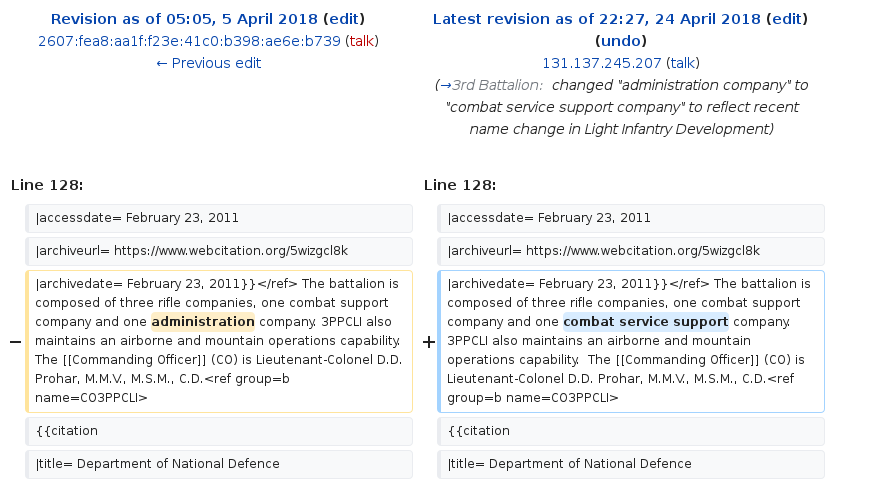 Revision as of 05:05, 5 April 2018 (edit)
2607:fea8:aa1f:f23e:41c0:b398:ae6e:b739 (talk)
← Previous edit
Latest revision as of 22:27, 24 April 2018 (edit)
(undo)
131.137.245.207 (talk)
(→3rd Battalion: changed "administration company" to
"combat service support company" to reflect recent
name change in Light Infantry Development)
Line 128:
|accessdate= February 23, 2011
|archiveurl= https://www.webcitation.org/5wizgcl8k
− |archivedate= February 23, 2011}}</ref> The battalion is
composed of three rifle companies, one combat support
company and one administration company. 3PPCLI also
maintains an airborne and mountain operations capability.
The [[Commanding Officer]] (CO) is Lieutenant-Colonel D.D.
Prohar, M.M.V., M.S.M., C.D.<ref group=b
name=CO3PPCLI>
{{citation
|title= Department of National Defence
Line 128:
|accessdate= February 23, 2011
|archiveurl= https://www.webcitation.org/5wizgcl8k
+ |archivedate= February 23, 2011}}</ref> The battalion is
composed of three rifle companies, one combat support
company and one combat service support company.
3PPCLI also maintains an airborne and mountain
operations capability. The [[Commanding Officer]] (CO) is
Lieutenant-Colonel D.D. Prohar, M.M.V., M.S.M., C.D.<ref
group=b name=CO3PPCLI>
{{citation
|title= Department of National Defence